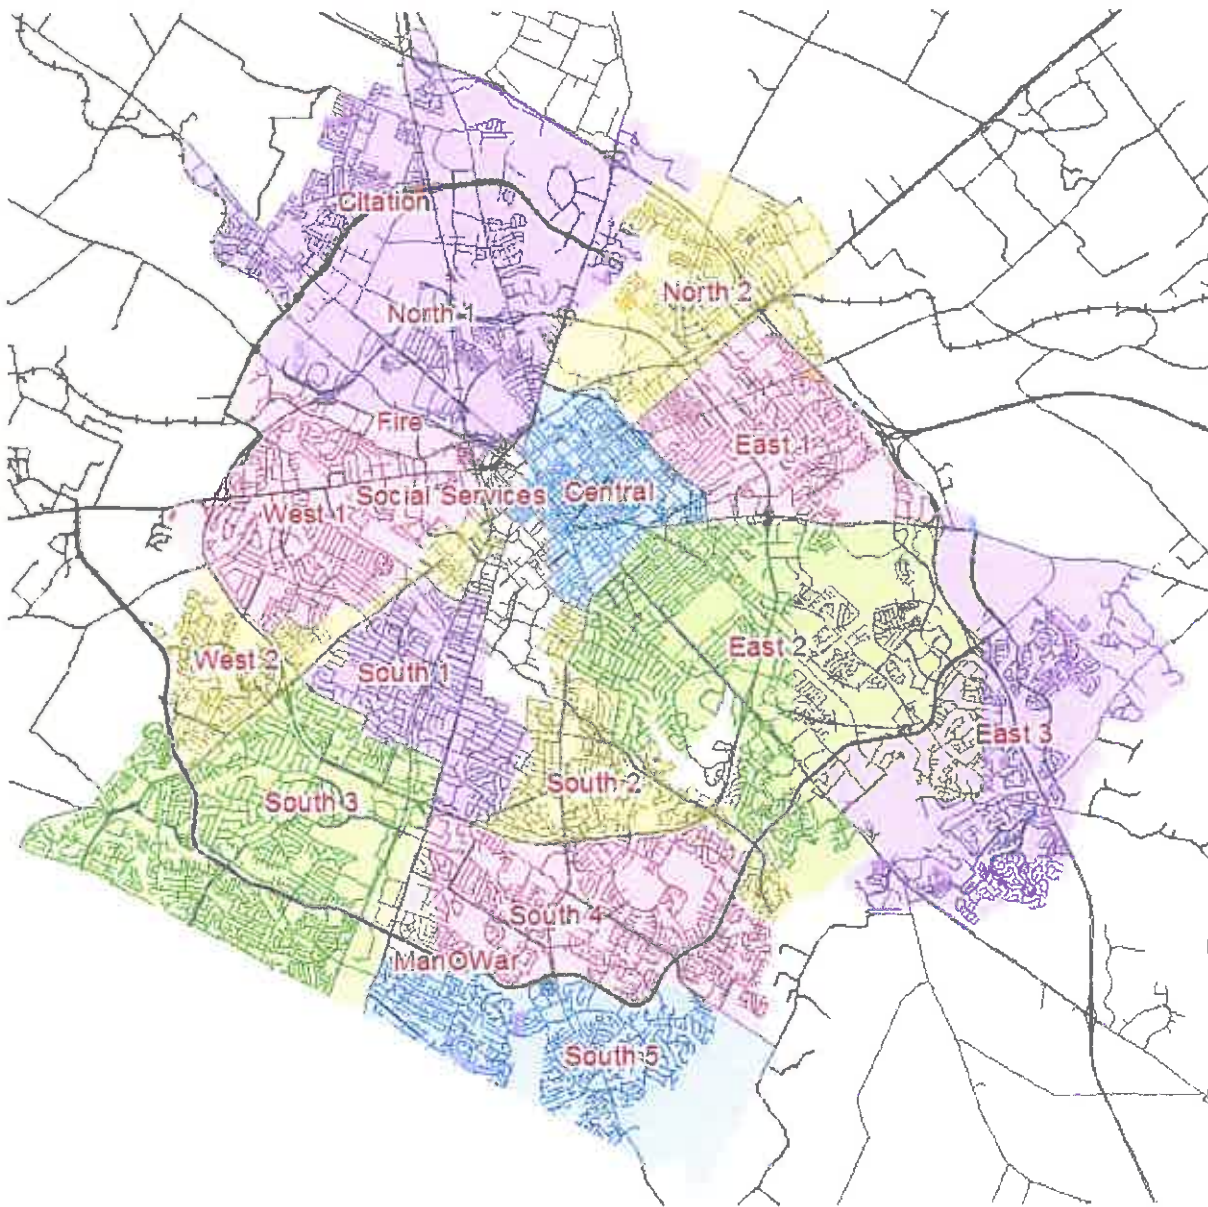 Citation
North 2
North 1
Fire
East 1
Social Services
Central
West 1
East 2
West 2
South 1
East 3
South 2
South 3
South 4
ManOWar
South 5